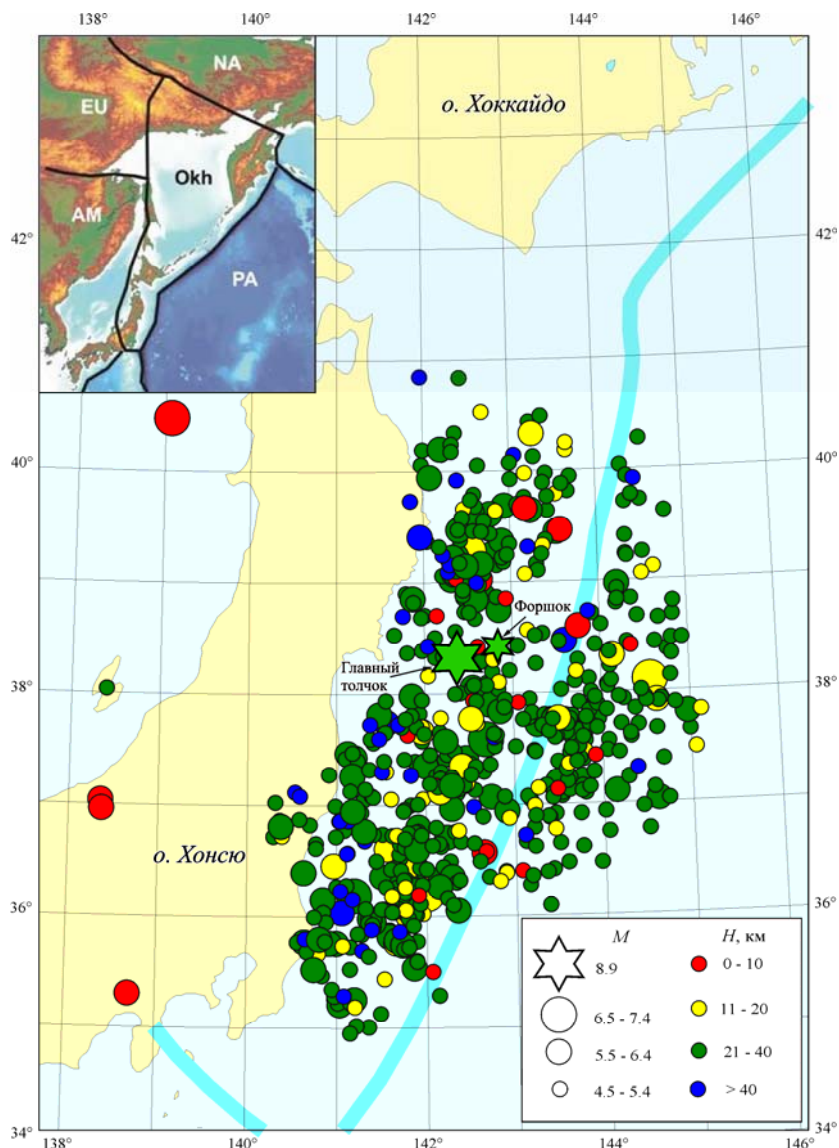 138° 140° 142° 144° 146°
NA
EU
Okh
AM
PA
о. Хоккайдо
42° 42°
40° 40°
Форшок
Главный
толчок
38° 38°
о. Хонсю
36° 36°
M H, км
8.9 0 - 10
6.5 - 7.4 11 - 20
5.5 - 6.4 21 - 40
4.5 - 5.4 > 40
34° 34°
138° 140° 142° 144° 146°